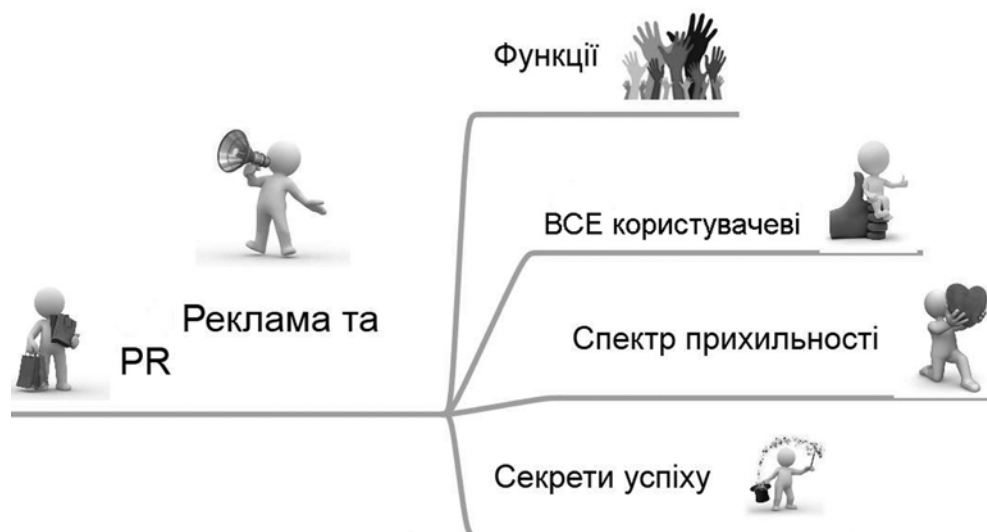 Функції
ВСЕ користувачеві
Реклама та
PR
Спектр прихильності
Секрети успіху